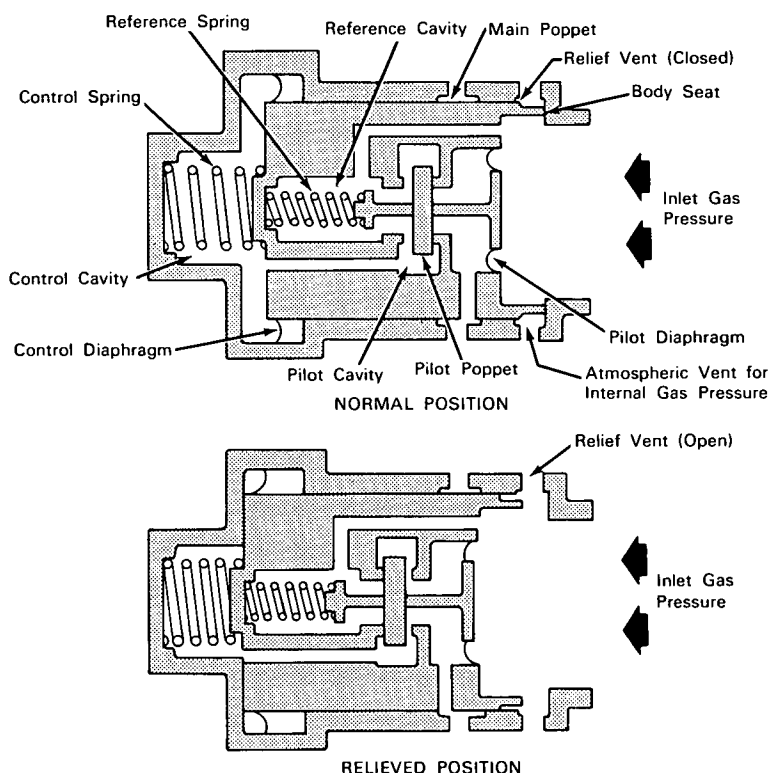 Reference Spring
Reference Cavity
Main Poppet
Relief Vent (Closed)
Control Spring
Body Seat
Inlet Gas
Pressure
Control Cavity
Control Diaphragm
Pilot Cavity
Pilot Poppet
Pilot Diaphragm
Atmospheric Vent for
Internal Gas Pressure
NORMAL POSITION
Relief Vent (Open)
Inlet Gas
Pressure
RELIEVED POSITION